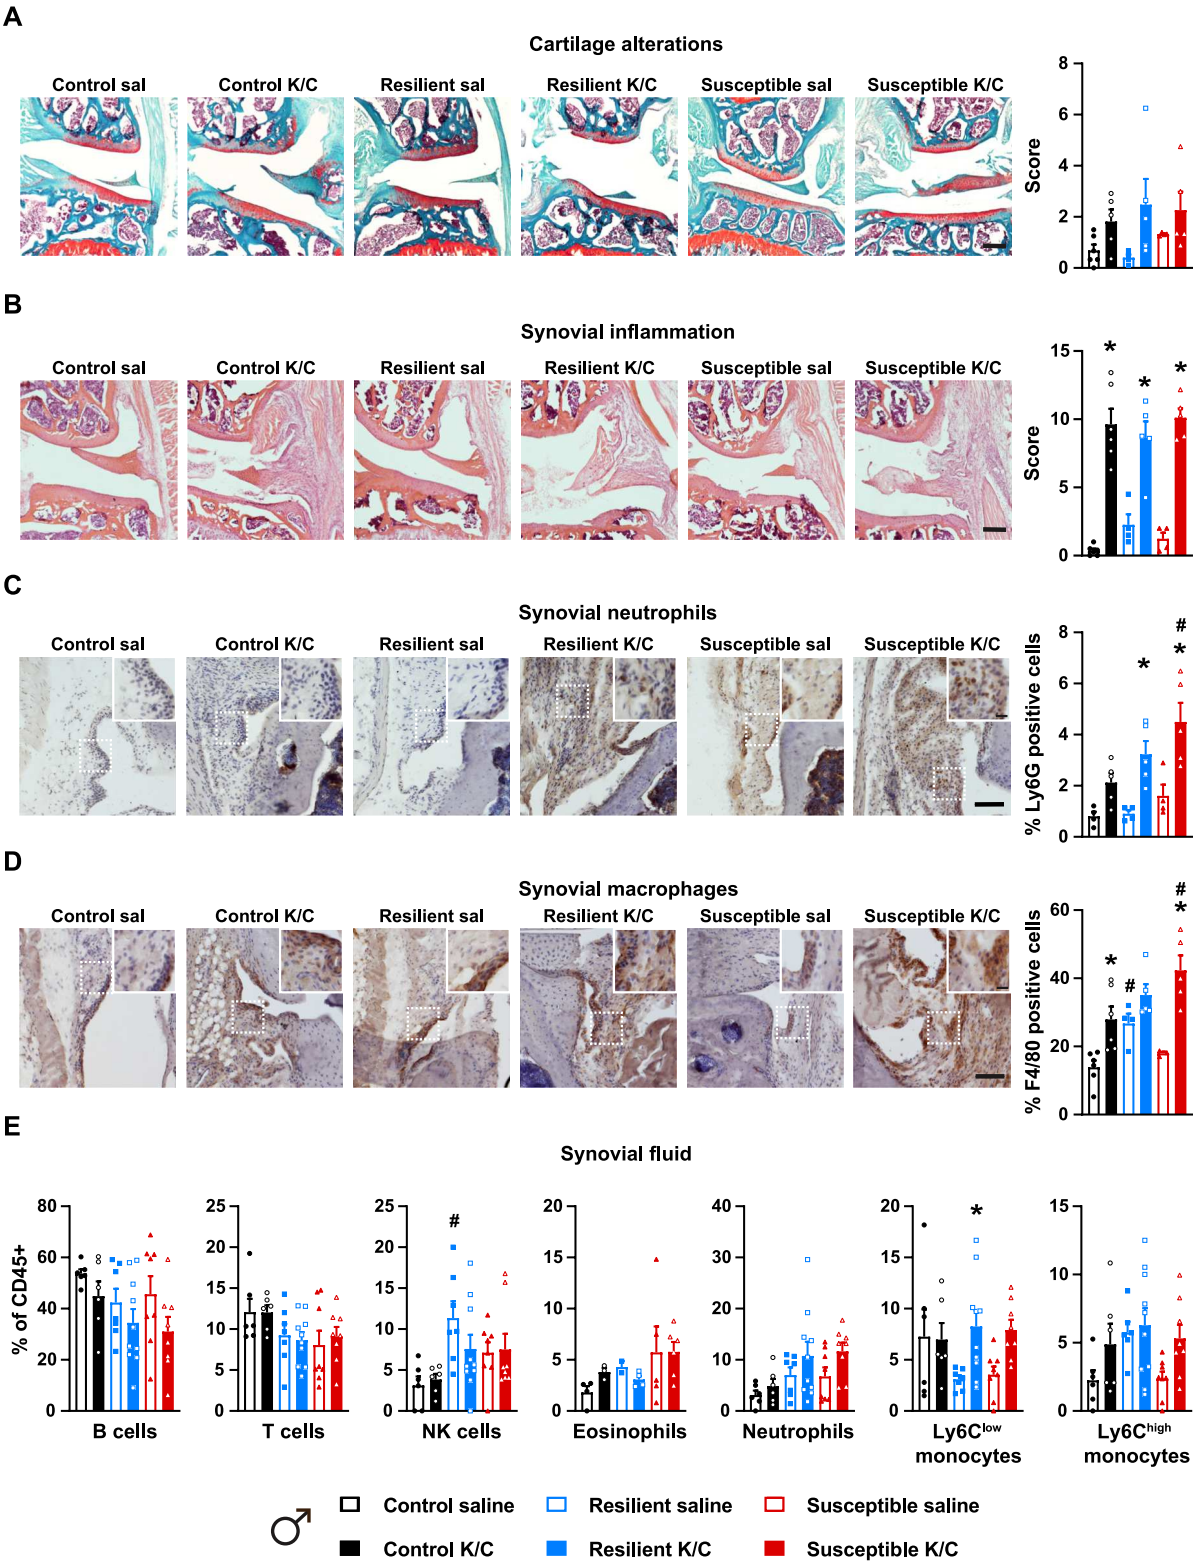 A
Cartilage alterations
Control sal Control K/C Resilient sal Resilient K/C Susceptible sal Susceptible K/C
Score
8
6
4
2
0
B
Synovial inflammation
Control sal Control K/C Resilient sal Resilient K/C Susceptible sal Susceptible K/C
Score
15
10
5
0
* * *
C
Synovial neutrophils
Control sal Control K/C Resilient sal Resilient K/C Susceptible sal Susceptible K/C
% Ly6G positive cells
8
6
4
2
0
#
* *
D
Synovial macrophages
Control sal Control K/C Resilient sal Resilient K/C Susceptible sal Susceptible K/C
% F4/80 positive cells
60
40
20
0
#
* # *
E
Synovial fluid
% of CD45+
80
60
40
20
0
B cells
25
20
15
10
5
0
T cells
25
20
15
10
5
0
#
NK cells
20
15
10
5
0
Eosinophils
40
30
20
10
0
Neutrophils
20
15
10
5
0
*
Ly6Clow
monocytes
15
10
5
0
Ly6Chigh
monocytes
♂
Control saline Resilient saline Susceptible saline
Control K/C Resilient K/C Susceptible K/C